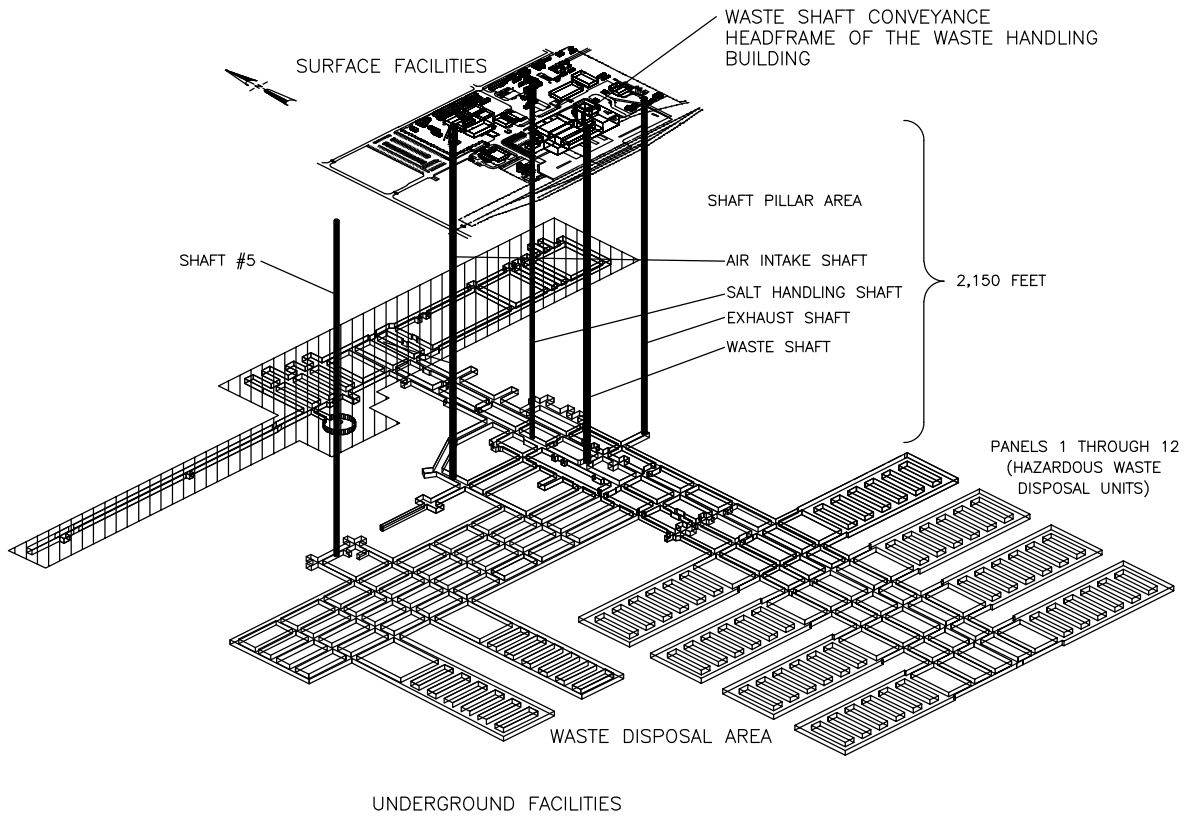 WASTE SHAFT CONVEYANCE
HEADFRAME OF THE WASTE HANDLING
BUILDING
SURFACE FACILITIES
SHAFT PILLAR AREA
SHAFT #5
AIR INTAKE SHAFT
SALT HANDLING SHAFT
EXHAUST SHAFT
WASTE SHAFT
2,150 FEET
PANELS 1 THROUGH 12
(HAZARDOUS WASTE
DISPOSAL UNITS)
WASTE DISPOSAL AREA
UNDERGROUND FACILITIES